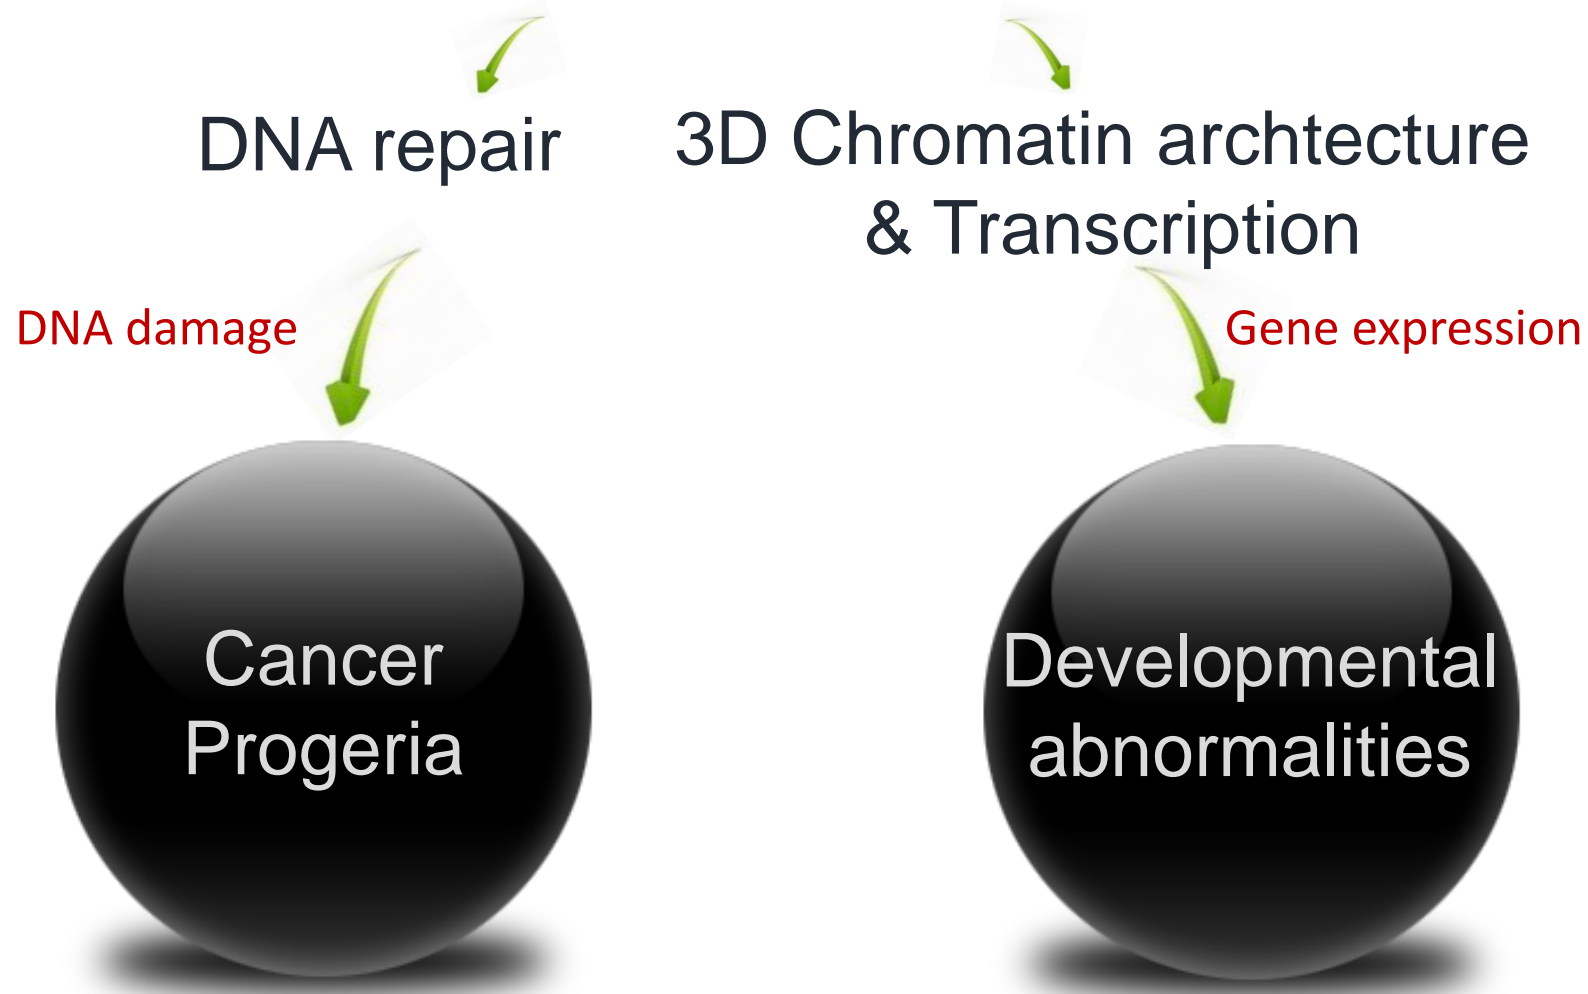 DNA repair
3D Chromatin archtecture
& Transcription
DNA damage
Gene expression
Cancer
Progeria
Developmental
abnormalities